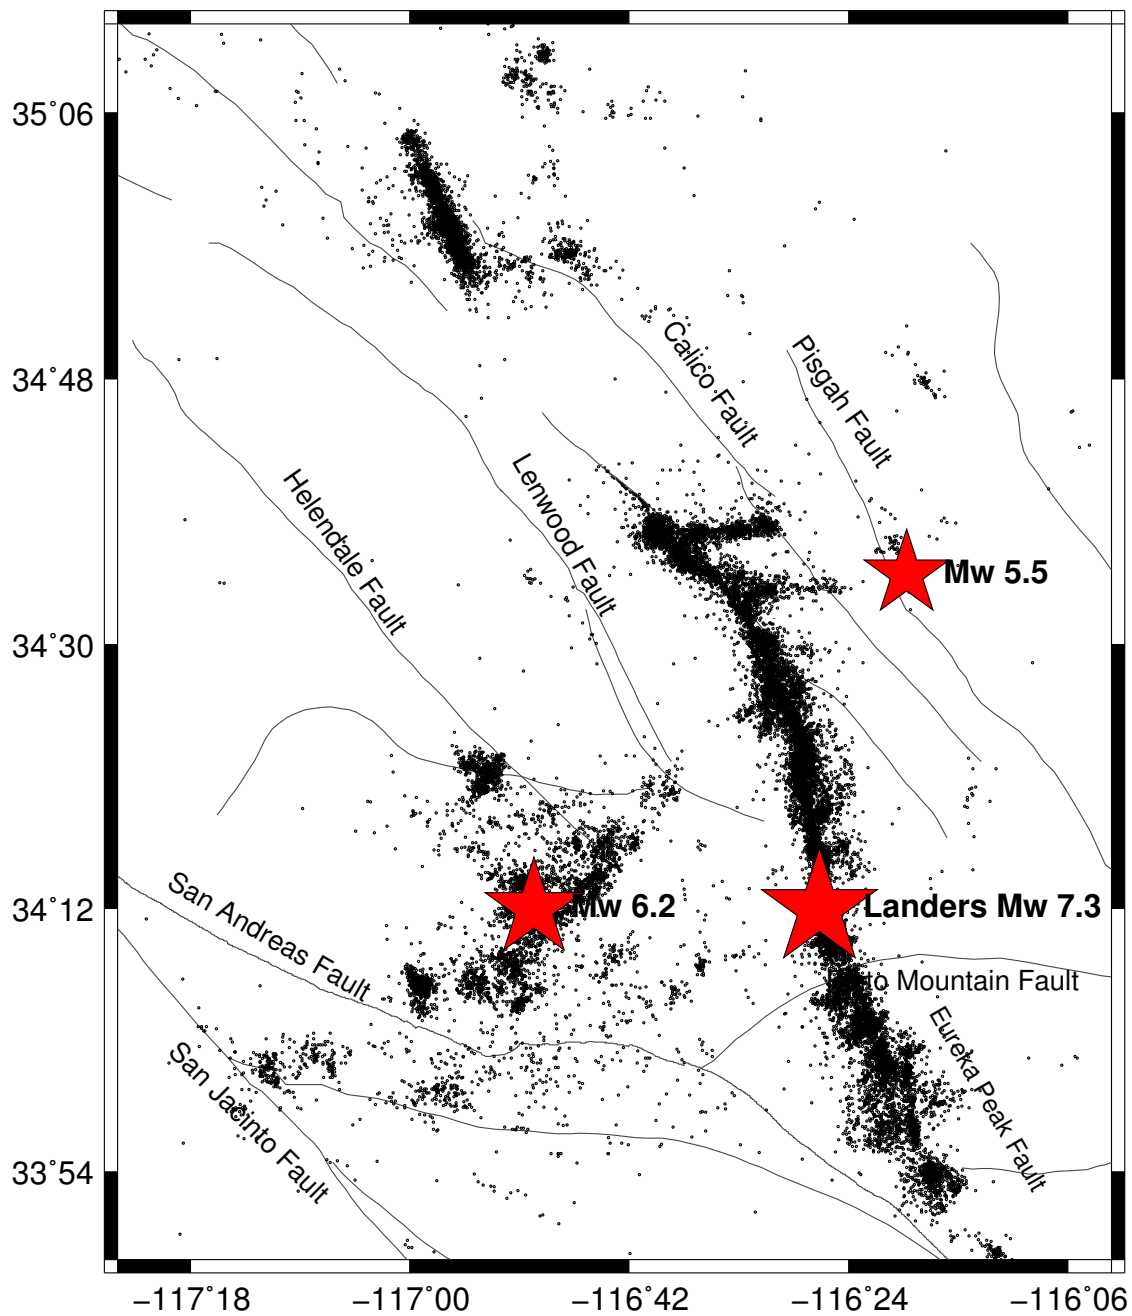 35°06
34°48
34°30
34°12
33°54
Calico Fault
Pisgah Fault
Helendale Fault
Lenwood Fault
Mw 5.5
Mw 6.2
Landers Mw 7.3
San Andreas Fault
to Mountain Fault
Eureka Peak Fault
San Jacinto Fault
−117°18
−117°00
−116°42
−116°24
−116°06